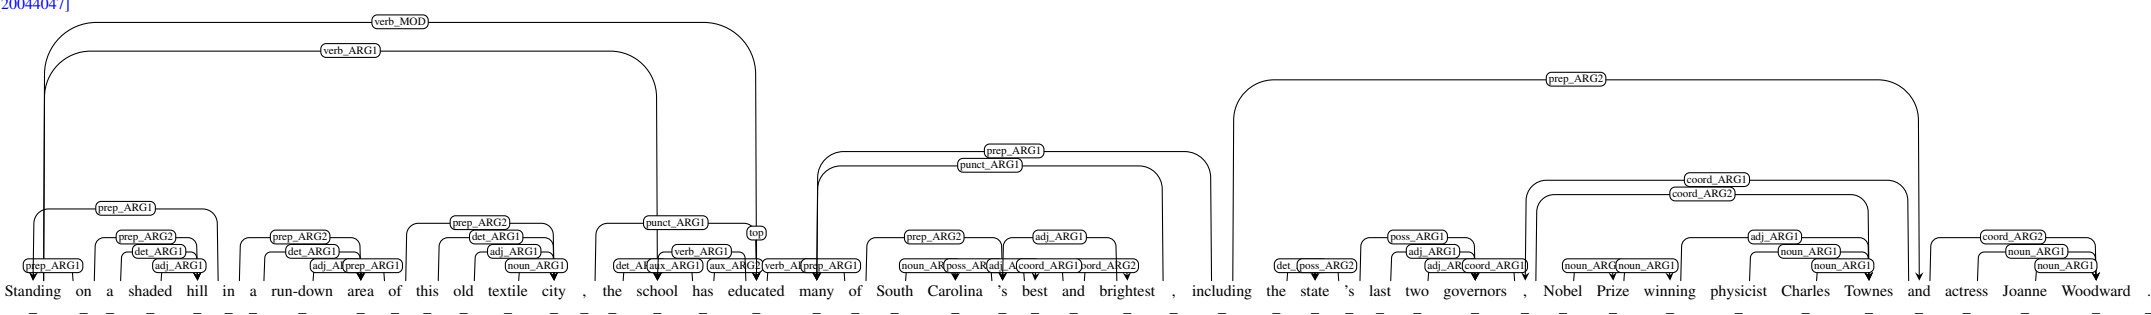 20044047]
verb_MOD
verb_ARG1
prep_ARG2
prep_ARG1
punct_ARG1
coord_ARG1
coord_ARG2
prep_ARG1
prep_ARG2 punct_ARG1 top
prep_ARG2 prep_ARG2 det_ARG1 prep_ARG2 adj_ARG1 poss_ARG1 adj_ARG1 coord_ARG2
det_ARG1 det_ARG1 adj_ARG1 verb_ARG1 adj_ARG1 noun_ARG1 noun_ARG1
prep_ARG1 adj_ARG1 prep_ARG1 noun_ARG1 aux_ARG1 aux_ARG2 prep_ARG1 coord_ARG1 poss_ARG2 coord_ARG1 noun_ARG1 noun_ARG1 noun_ARG1
Standing on a shaded hill in a run-down area of this old textile city , the school has educated many of South Carolina 's best and brightest , including the state 's last two governors , Nobel Prize winning physicist Charles Townes and actress Joanne Woodward .
_ _ _ _ _ _ _ _ _ _ _ _ _ _ _ _ _ _ _ _ _ _ _ _ _ _ _ _ _ _ _ _ _ _ _ _ _ _ _ _ _ _ _ _ _ _ _